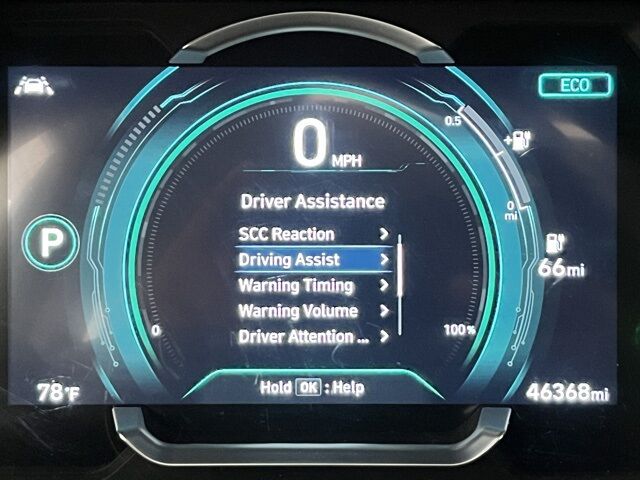 ECO
0.5
+
0 MPH
Driver Assistance
0
mi
SCC Reaction >
P
Driving Assist >
66mi
Warning Timing >
Warning Volume >
0
100%
Driver Attention ... >
78°F
Hold OK : Help
46368mi